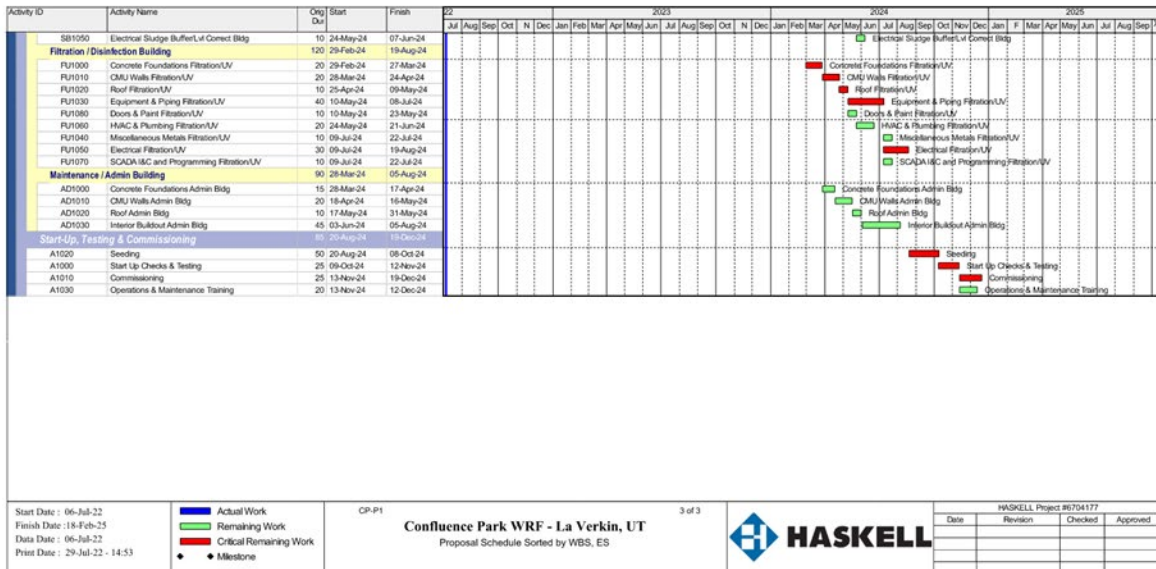 Activity ID Activity Name Orig Dur Start Finish 22 2023 2024 2025
Jul Aug Sep Oct N Dec Jan Feb Mar Apr May Jun Jul Aug Sep Oct N Dec Jan Feb Mar Apr May Jun Jul Aug Sep Oct Nov Dec Jan F Mar Apr May Jun Jul Aug Sep
SB1050 Electrical Sludge Buffer/Lvl Correct Bldg 10 24-May-24 07-Jun-24 Electrical Sludge Buffer/Lvl Correct Bldg
Filtration / Disinfection Building 120 29-Feb-24 19-Aug-24
FU1000 Concrete Foundations Filtration/UV 20 29-Feb-24 27-Mar-24 Concrete Foundations Filtration/UV
FU1010 CMU Walls Filtration/UV 20 28-Mar-24 24-Apr-24 CMU Walls Filtration/UV
FU1020 Roof Filtration/UV 10 25-Apr-24 09-May-24 Roof Filtration/UV
FU1030 Equipment & Piping Filtration/UV 40 10-May-24 08-Jul-24 Equipment & Piping Filtration/UV
FU1080 Doors & Paint Filtration/UV 10 10-May-24 23-May-24 Doors & Paint Filtration/UV
FU1060 HVAC & Plumbing Filtration/UV 20 24-May-24 21-Jun-24 HVAC & Plumbing Filtration/UV
FU1040 Miscellaneous Metals Filtration/UV 10 09-Jul-24 22-Jul-24 Miscellaneous Metals Filtration/UV
FU1050 Electrical Filtration/UV 30 09-Jul-24 19-Aug-24 Electrical Filtration/UV
FU1070 SCADA I&C and Programming Filtration/UV 10 09-Jul-24 22-Jul-24 SCADA I&C and Programming Filtration/UV
Maintenance / Admin Building 90 28-Mar-24 05-Aug-24
AD1000 Concrete Foundations Admin Bldg 15 28-Mar-24 17-Apr-24 Concrete Foundations Admin Bldg
AD1010 CMU Walls Admin Bldg 20 18-Apr-24 16-May-24 CMU Walls Admin Bldg
AD1020 Roof Admin Bldg 10 17-May-24 31-May-24 Roof Admin Bldg
AD1030 Interior Buildout Admin Bldg 45 03-Jun-24 05-Aug-24 Interior Buildout Admin Bldg
Start-Up, Testing & Commissioning 85 20-Aug-24 19-Dec-24
A1020 Seeding 50 20-Aug-24 08-Oct-24 Seeding
A1000 Start Up Checks & Testing 25 09-Oct-24 12-Nov-24 Start Up Checks & Testing
A1010 Commissioning 25 13-Nov-24 19-Dec-24 Commissioning
A1030 Operations & Maintenance Training 20 13-Nov-24 12-Dec-24 Operations & Maintenance Training
Start Date : 06-Jul-22
Finish Date :18-Feb-25
Data Date : 06-Jul-22
Print Date : 29-Jul-22 - 14:53
Actual Work
Remaining Work
Critical Remaining Work
Milestone
CP-P1 3 of 3
Confluence Park WRF - La Verkin, UT
Proposal Schedule Sorted by WBS, ES
HASKELL
HASKELL Project #6704177
Date Revision Checked Approved